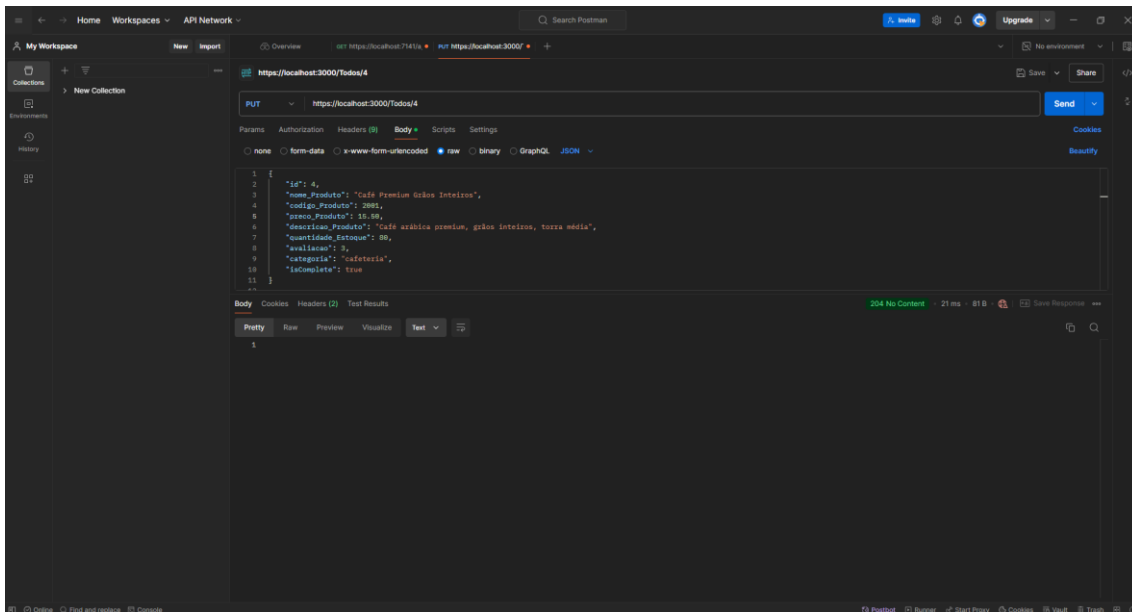 Home Workspaces API Network Search Postman Invite Upgrade
My Workspace New Import Overview GET https://localhost:7141/a PUT https://localhost:3000/ No environment
Collections
New Collection
Environments
History
https://localhost:3000/Todos/4 Save Share
PUT https://localhost:3000/Todos/4 Send
Params Authorization Headers (9) Body Scripts Settings Cookies
none form-data x-www-form-urlencoded raw binary GraphQL JSON Beautify
1 {
2 "id": 4,
3 "nome_Produto": "Café Premium Grãos Inteiros",
4 "codigo_Produto": 2001,
5 "preco_Produto": 15.50,
6 "descricao_Produto": "Café arábica premium, grãos inteiros, torra média",
7 "quantidade_Estoque": 80,
8 "avaliacao": 3,
9 "categoria": "cafeteria",
10 "isComplete": true
11 }
Body Cookies Headers (2) Test Results 204 No Content 21 ms 81 B Save Response
Pretty Raw Preview Visualize Text
1
Online Find and replace Console Postbot Runner Start Proxy Cookies Vault Trash